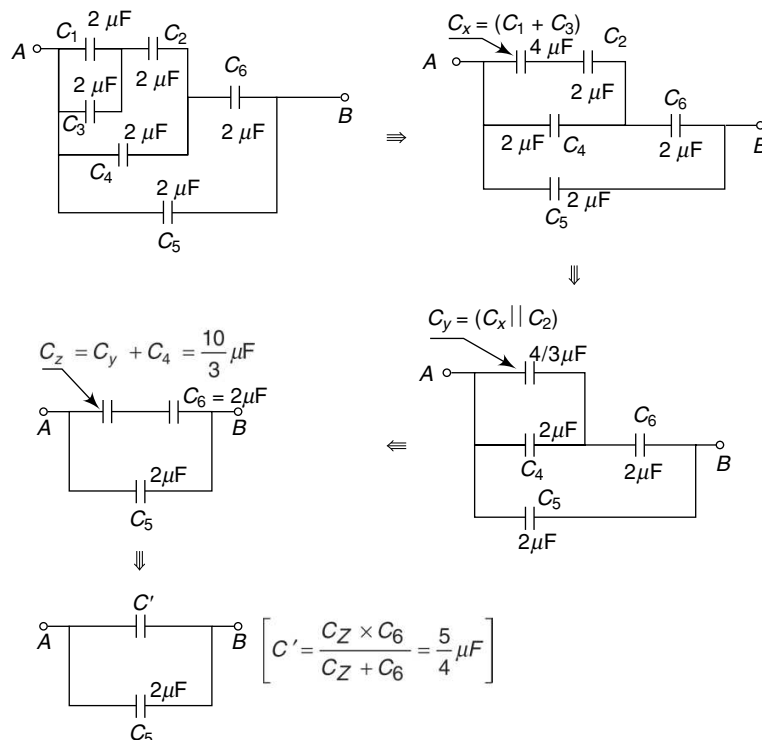 2 μF
C1 C2
A
2 μF
C6
2 μF
C3
2 μF
2 μF
B
C4
2 μF
C5
⇛
Cx = (C1 + C3)
4 μF C2
A
2 μF
C6
2 μF C4
2 μF
B
C5 2 μF
⇓
Cy = (Cx || C2)
4/3μF
A
2μF C6
C4 2μF
B
C5
2μF
⇚
Cz = Cy + C4 = 10/3 μF
C6 = 2μF
A B
2μF
C5
⇓
C'
A B
2μF
C5
[C' = CZ × C6 / CZ + C6 = 5/4 μF]